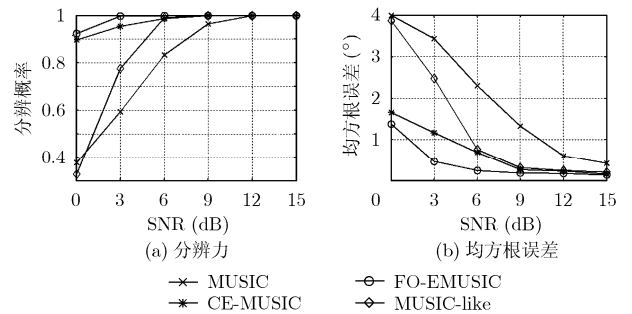 分辨概率
1
0.8
0.6
0.4
0 3 6 9 12 15
SNR (dB)
(a) 分辨力
均方根误差 (°)
4
3
2
1
0 3 6 9 12 15
SNR (dB)
(b) 均方根误差
MUSIC
CE-MUSIC
FO-EMUSIC
MUSIC-like